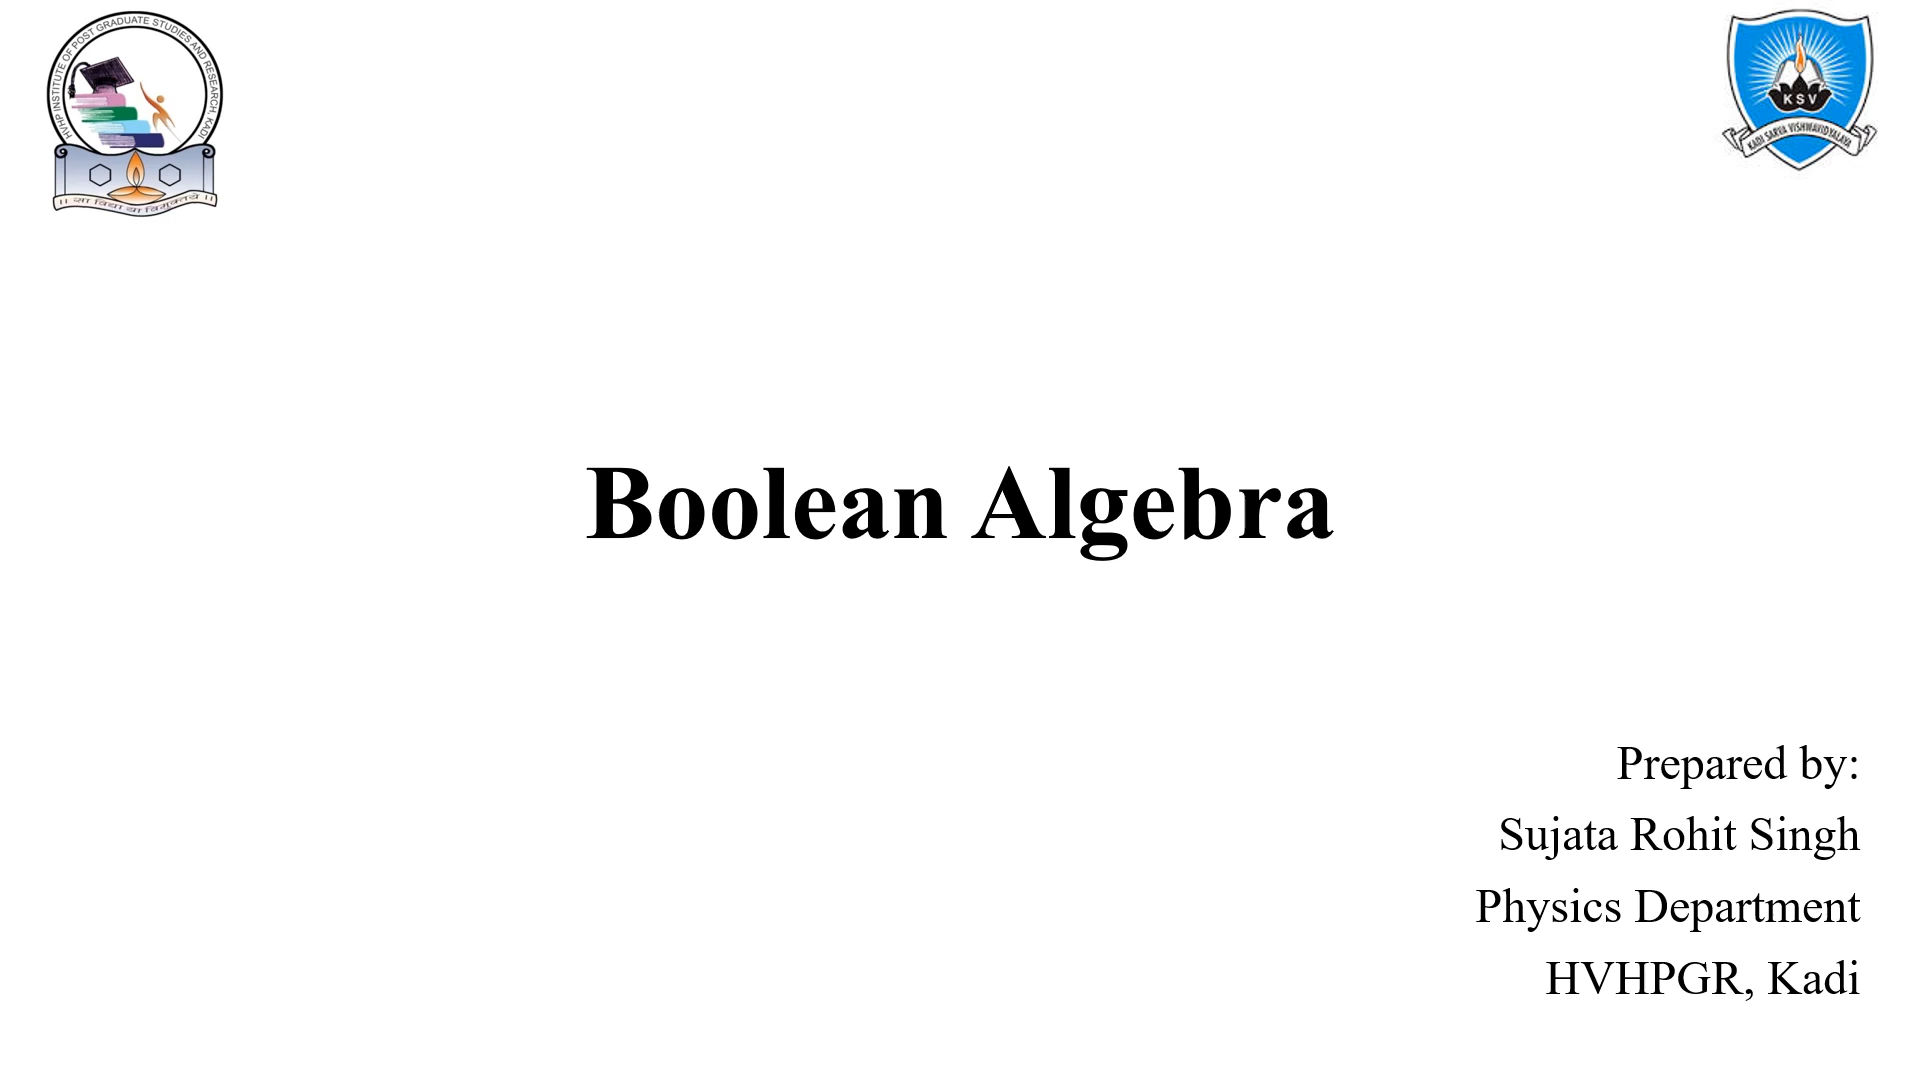 HVHP INSTITUTE OF POST GRADUATE STUDIES AND RESEARCH, KADI
।। सा विद्या या विमुक्तये ।।
KSV
KADI SARVA VISHWAVIDYALAYA
Boolean Algebra
Prepared by:
Sujata Rohit Singh
Physics Department
HVHPGR, Kadi